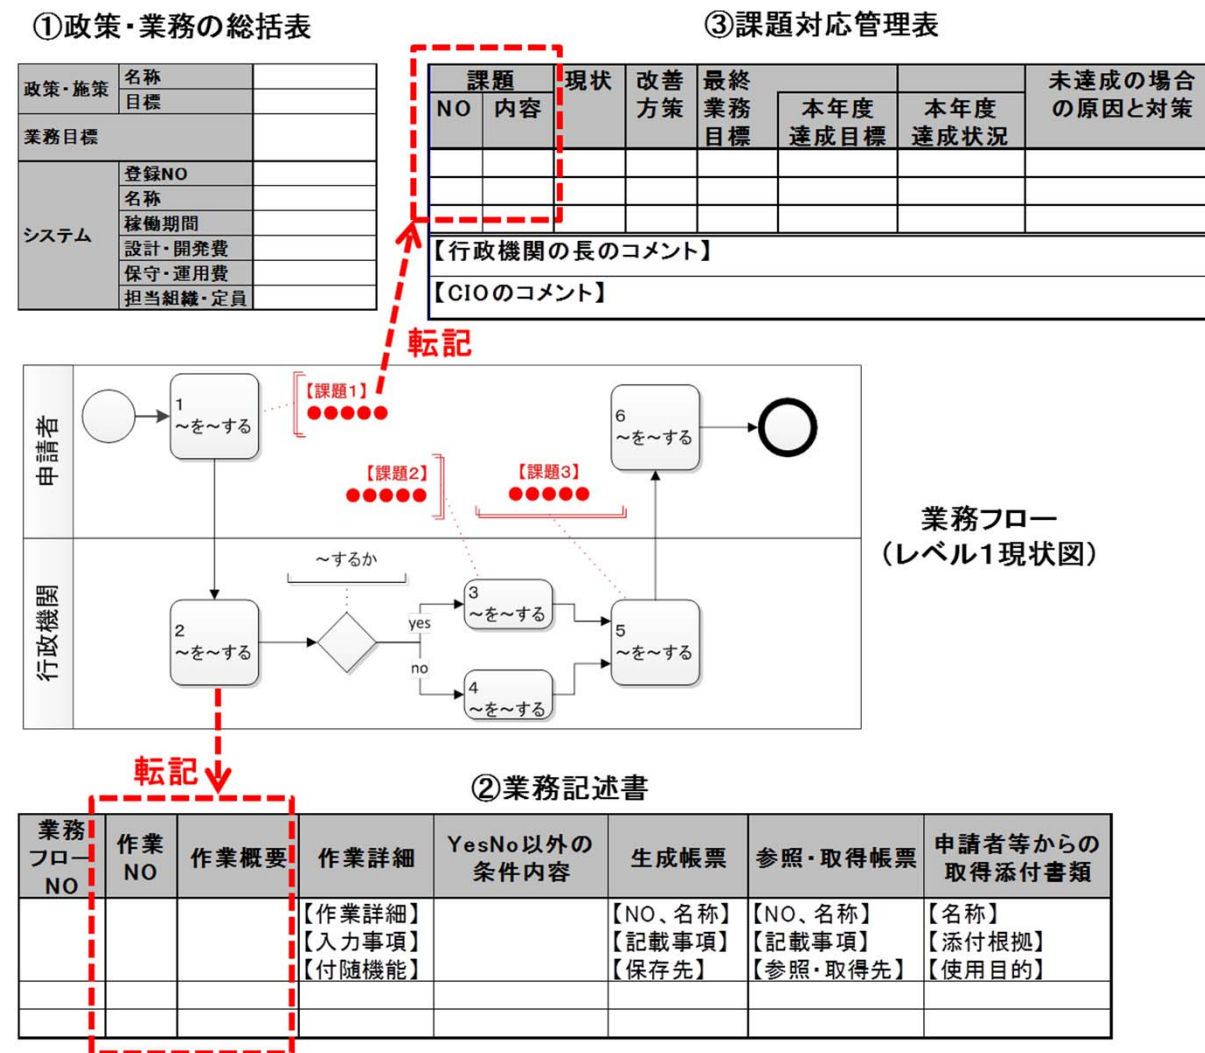 ①政策・業務の総括表
政策・施策
名称
目標
業務目標
システム
登録NO
名称
稼働期間
設計・開発費
保守・運用費
担当組織・定員
③課題対応管理表
課題
NO
内容
現状
改善
方策
最終
業務
目標
本年度
達成目標
本年度
達成状況
未達成の場合
の原因と対策
【行政機関の長のコメント】
【CIOのコメント】
転記
申請者
1
～を～する
【課題1】
●●●●●
【課題2】
●●●●●
【課題3】
●●●●●
6
～を～する
行政機関
2
～を～する
～するか
yes
no
3
～を～する
4
～を～する
5
～を～する
業務フロー
（レベル1現状図）
転記
②業務記述書
業務
フロー
NO
作業
NO
作業概要
作業詳細
YesNo以外の
条件内容
生成帳票
参照・取得帳票
申請者等からの
取得添付書類
【作業詳細】
【入力事項】
【付随機能】
【NO、名称】
【記載事項】
【保存先】
【NO、名称】
【記載事項】
【参照・取得先】
【名称】
【添付根拠】
【使用目的】